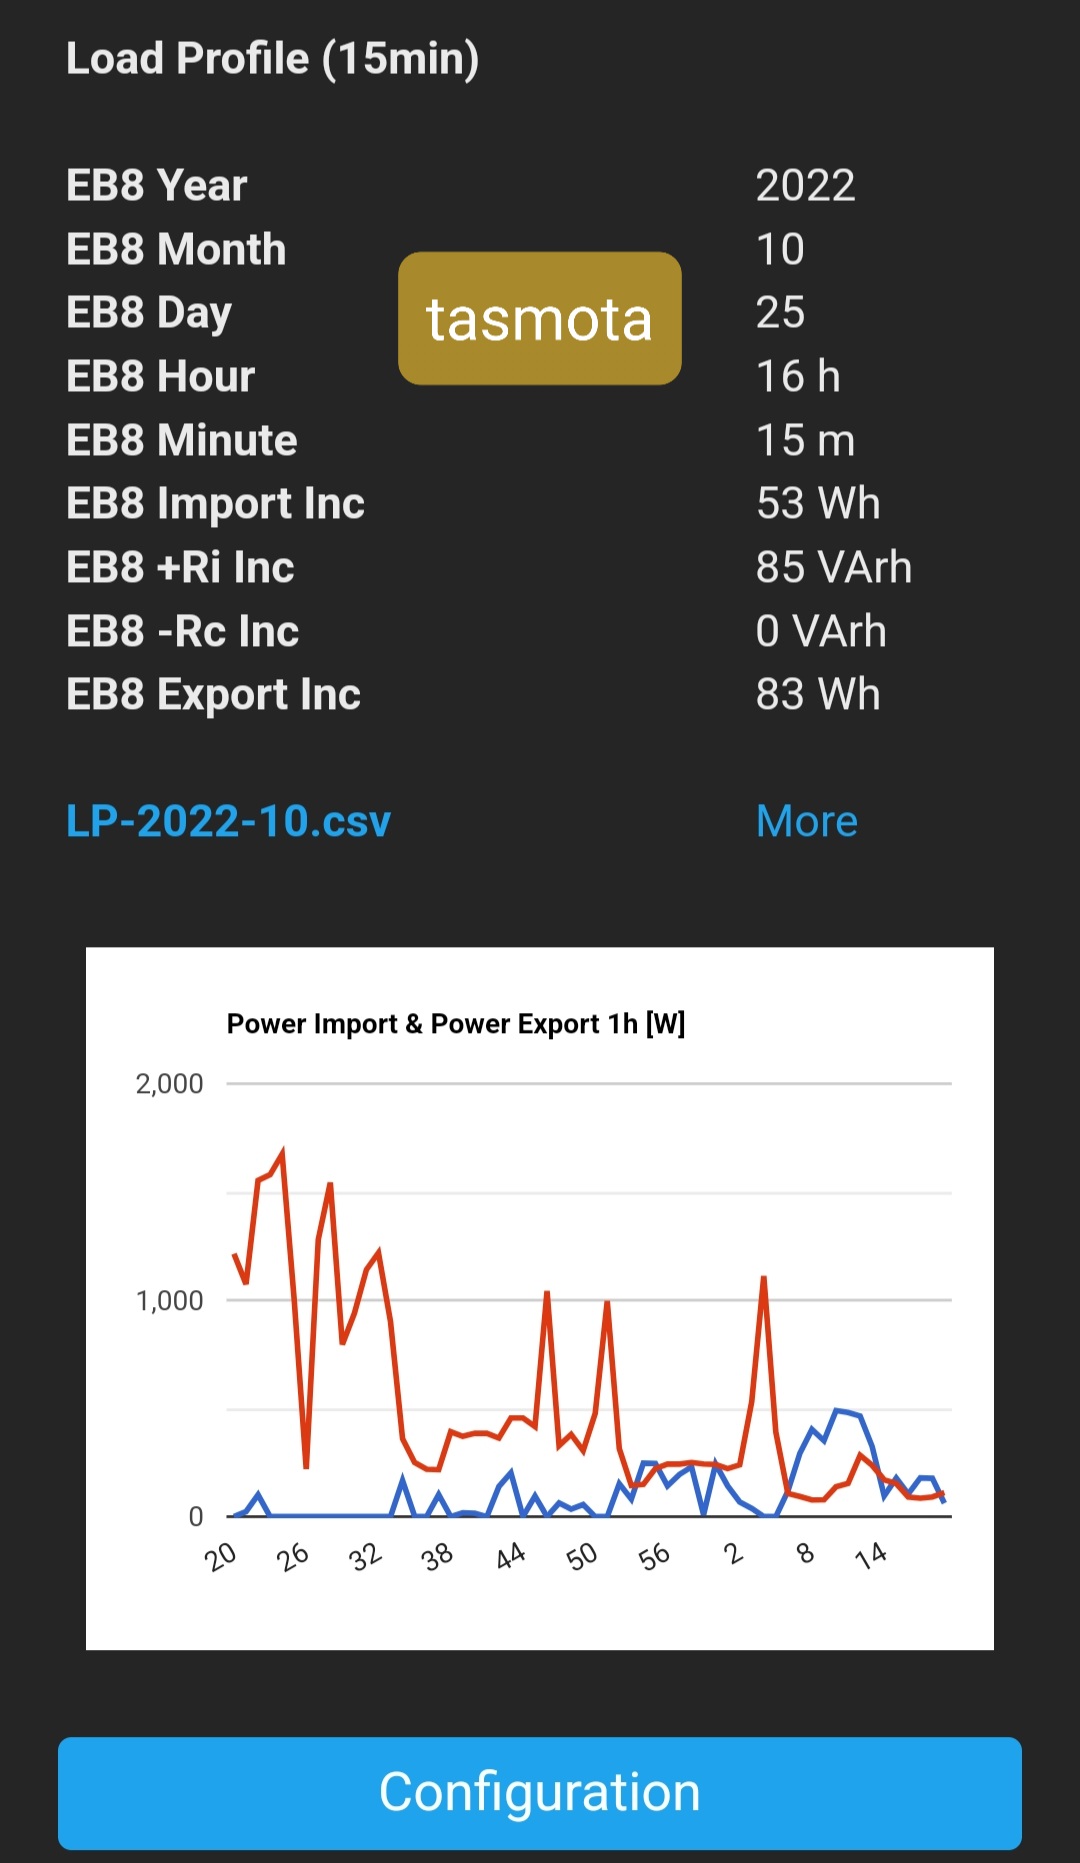 Load Profile (15min)
EB8 Year 2022
EB8 Month 10
tasmota
EB8 Day 25
EB8 Hour 16 h
EB8 Minute 15 m
EB8 Import Inc 53 Wh
EB8 +Ri Inc 85 VArh
EB8 -Rc Inc 0 VArh
EB8 Export Inc 83 Wh
LP-2022-10.csv More
Power Import & Power Export 1h [W]
2,000
1,000
0
20 26 32 38 44 50 56 2 8 14
Configuration